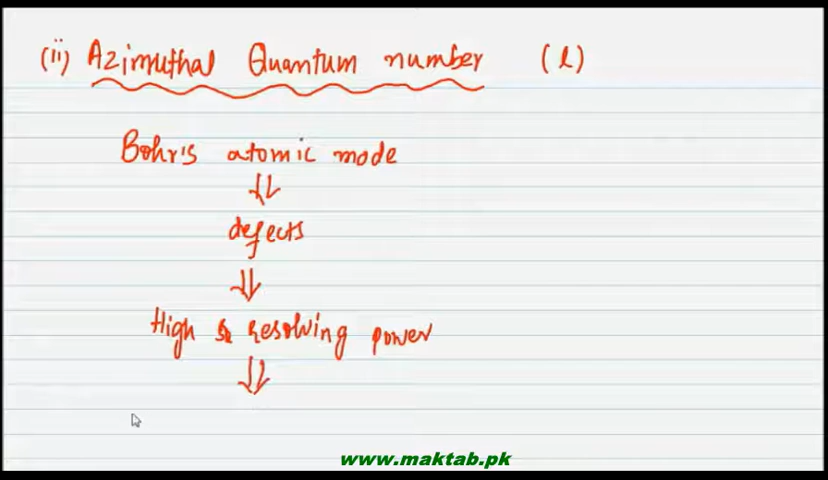 (ii) Azimuthal Quantum number (l)
Bohr's atomic mode
defects
High resolving power
www.maktab.pk